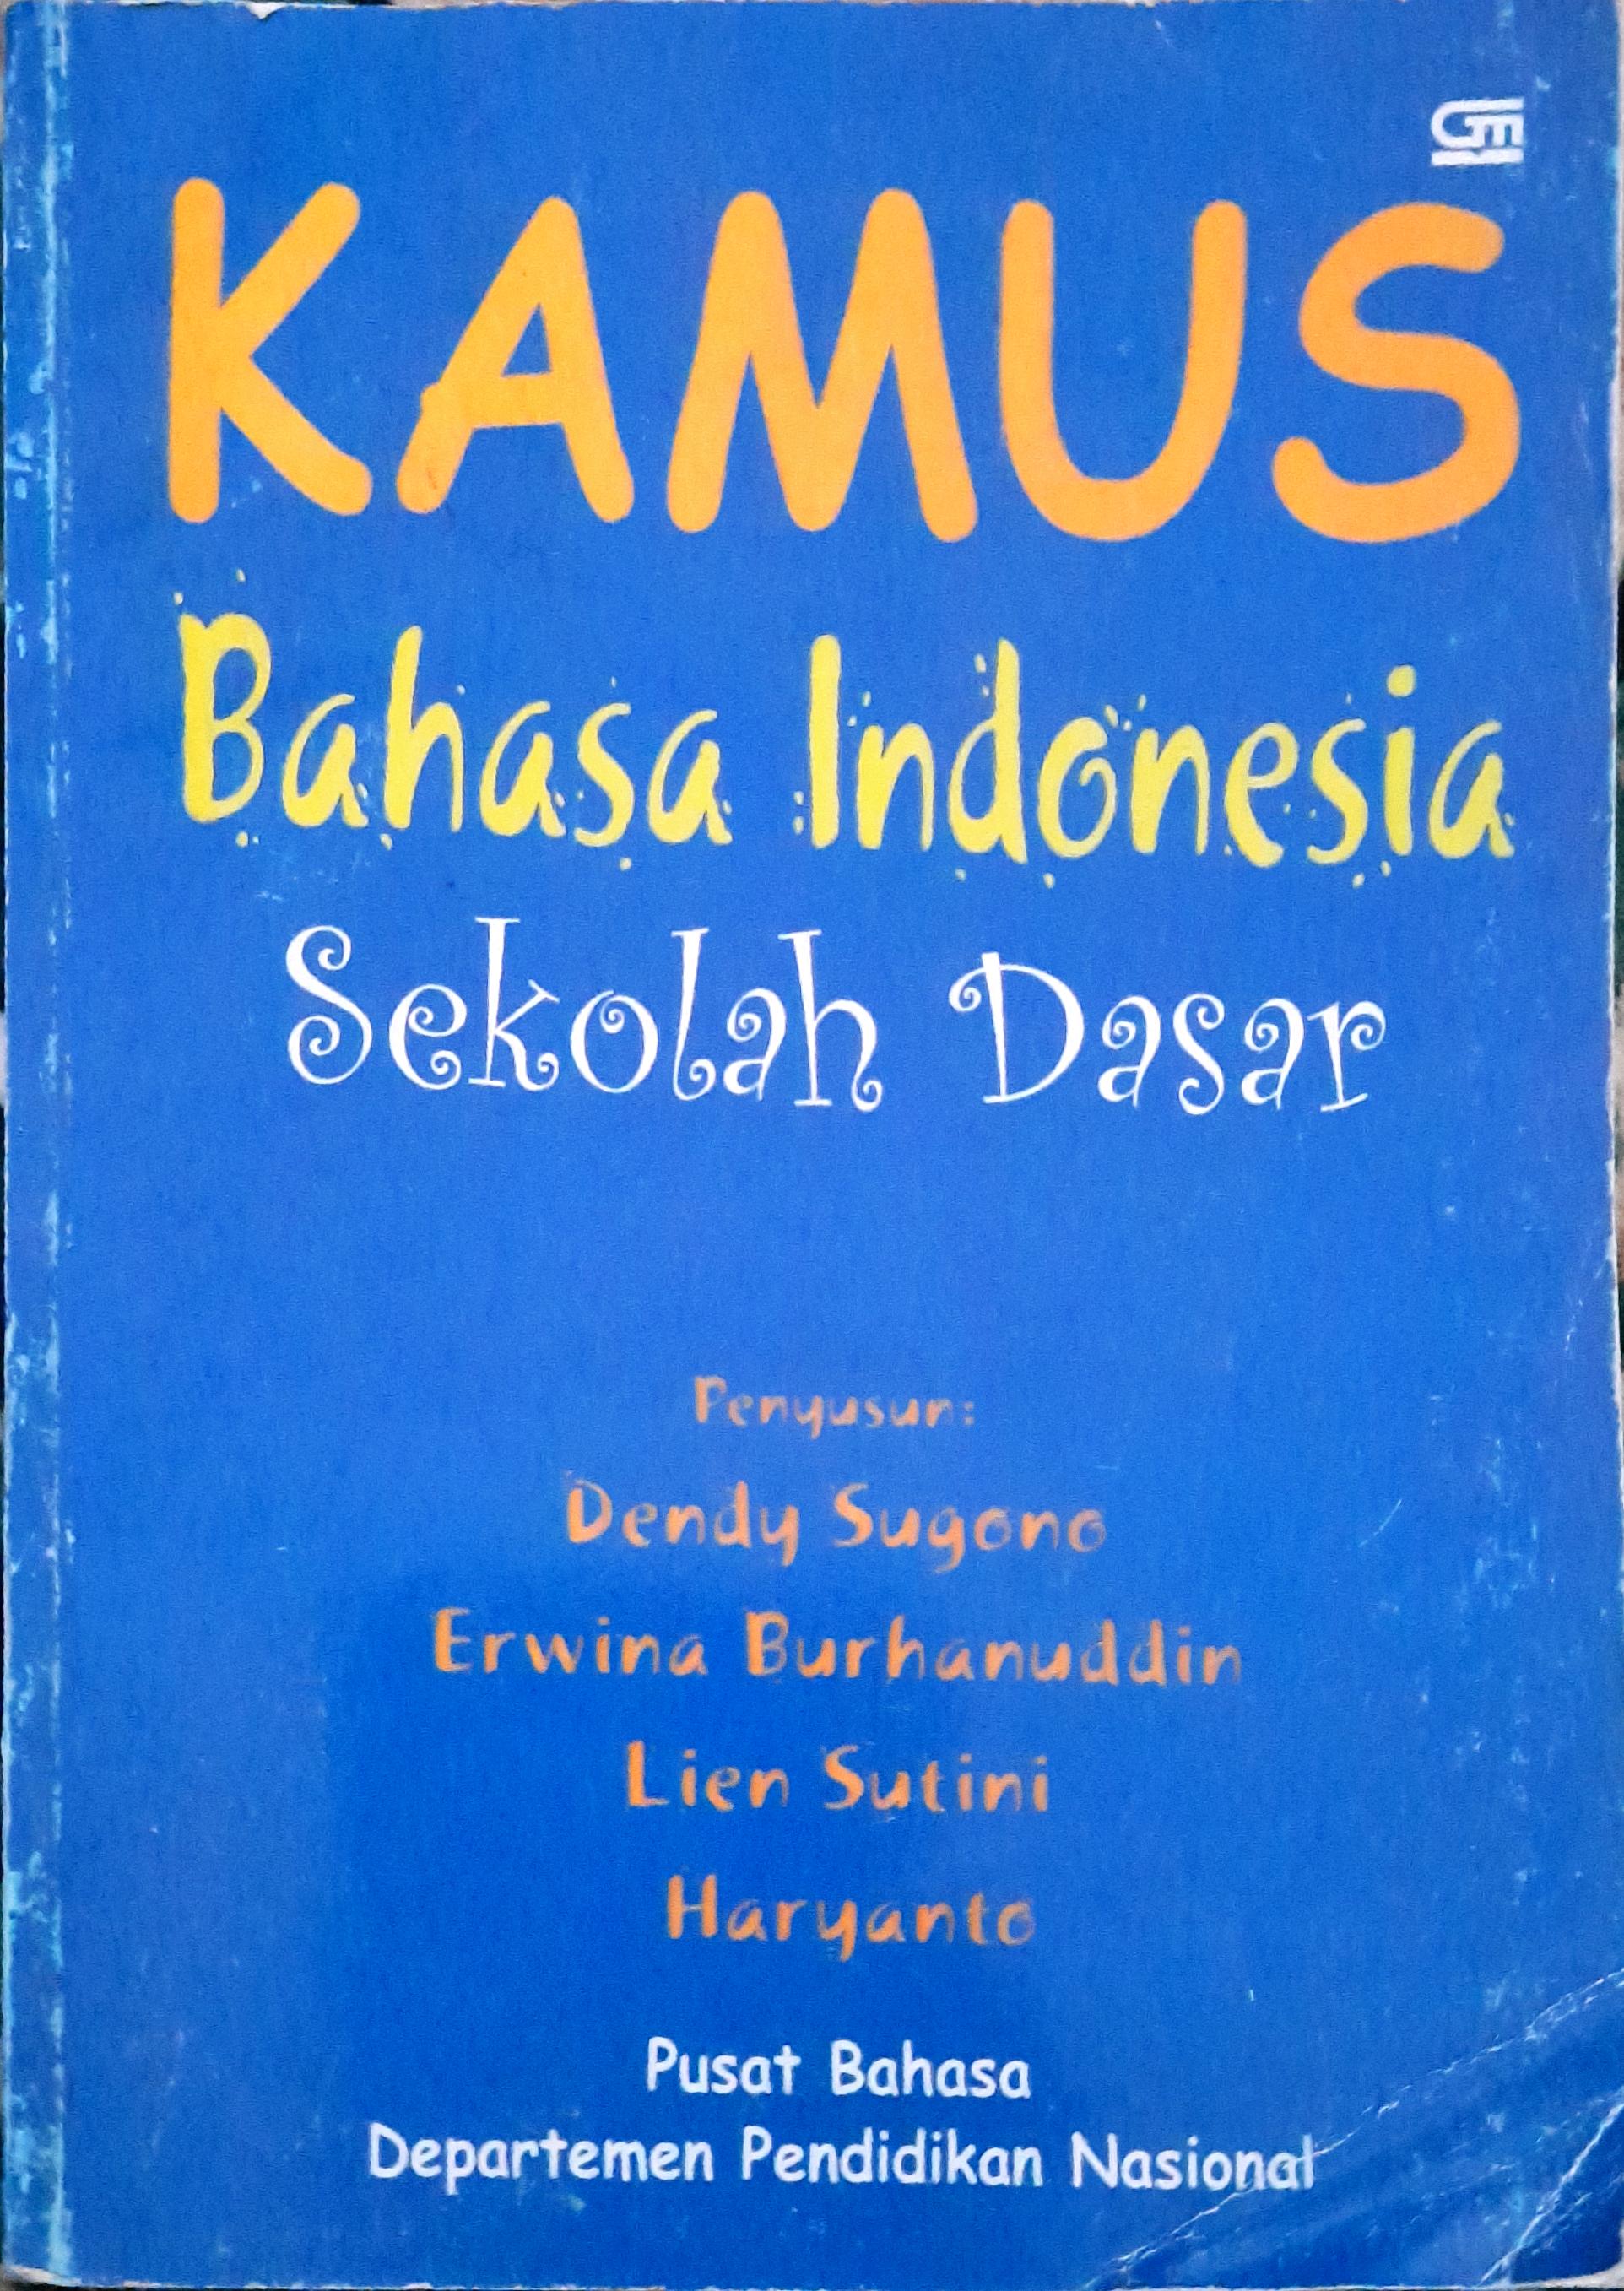 GM
KAMUS
Bahasa Indonesia
Sekolah Dasar
Penyusun:
Dendy Sugono
Erwina Burhanuddin
Lien Sutini
Haryanto
Pusat Bahasa
Departemen Pendidikan Nasional